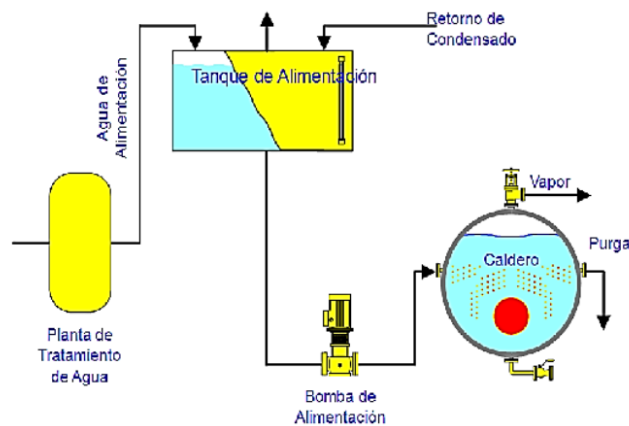 Retorno de
Condensado
Tanque de Alimentación
Agua de
Alimentación
Vapor
Purga
Caldero
Planta de
Tratamiento
de Agua
Bomba de
Alimentación